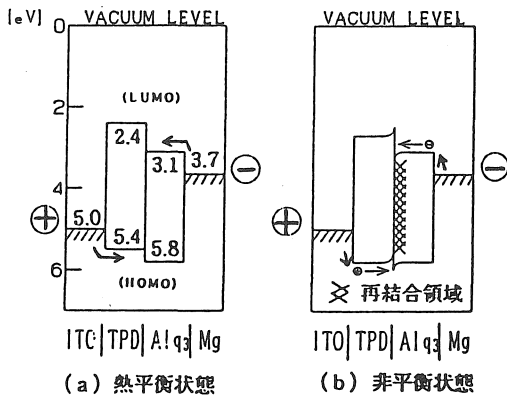 [eV] VACUUM LEVEL
0
(LUMO)
2
2.4
3.1
3.7
4
5.0
5.4
5.8
6
(HOMO)
ITO|TPD|Alq3|Mg
(a) 熱平衡状態
VACUUM LEVEL
再結合領域
ITO|TPD|Alq3|Mg
(b) 非平衡状態